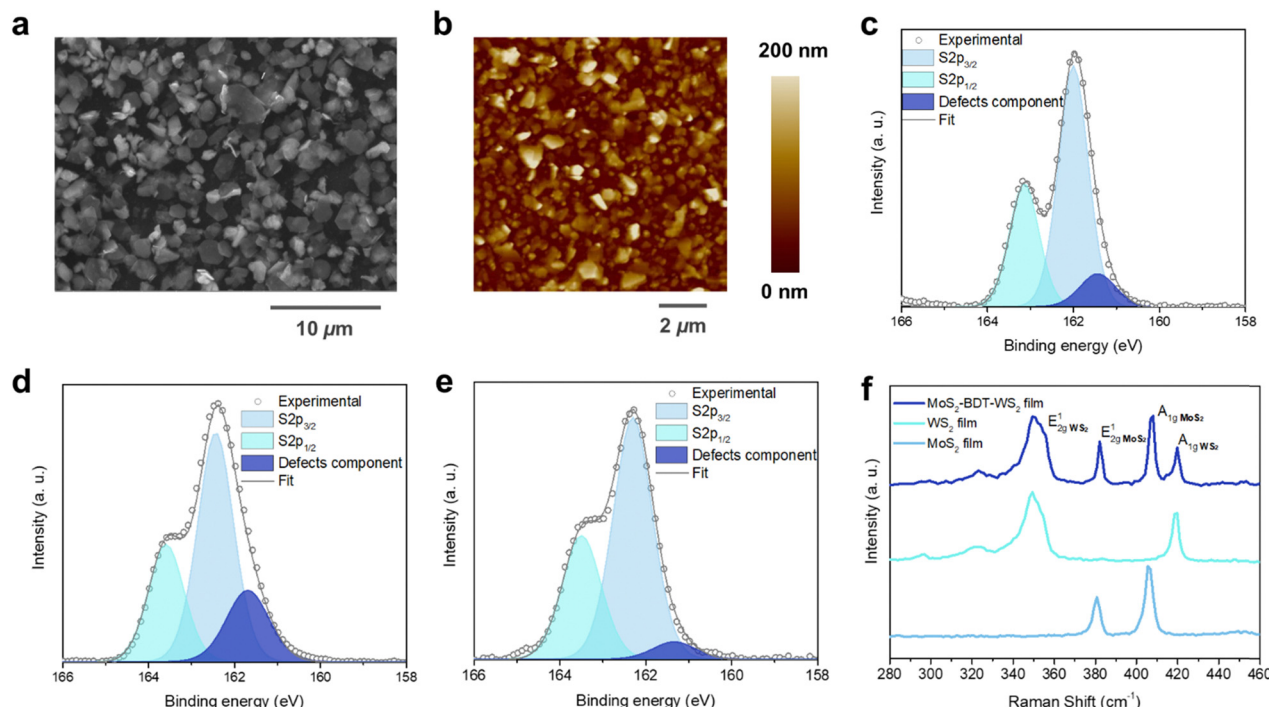 a
10 µm
b
200 nm
0 nm
2 µm
c
Experimental
S2p3/2
S2p1/2
Defects component
Fit
Intensity (a. u.)
166 164 162 160 158
Binding energy (eV)
d
Experimental
S2p3/2
S2p1/2
Defects component
Fit
Intensity (a. u.)
166 164 162 160 158
Binding energy (eV)
e
Experimental
S2p3/2
S2p1/2
Defects component
Fit
Intensity (a. u.)
166 164 162 160 158
Binding energy (eV)
f
MoS2-BDT-WS2 film
WS2 film
MoS2 film
E¹2g WS2
E¹2g MoS2
A1g MoS2
A1g WS2
Intensity (a. u.)
280 300 320 340 360 380 400 420 440 460
Raman Shift (cm⁻¹)